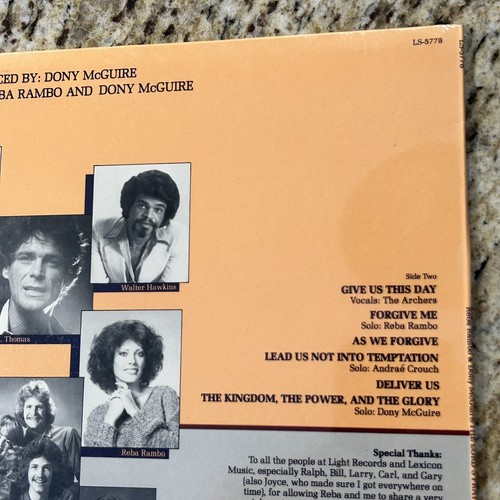 LS-5778
LS-5778
CED BY: DONY McGUIRE
BA RAMBO AND DONY McGUIRE
Walter Hawkins
. Thomas
Reba Rambo
Side Two
GIVE US THIS DAY
Vocals: The Archers
FORGIVE ME
Solo: Reba Rambo
AS WE FORGIVE
LEAD US NOT INTO TEMPTATION
Solo: Andraé Crouch
DELIVER US
THE KINGDOM, THE POWER, AND THE GLORY
Solo: Dony McGuire
Special Thanks:
To all the people at Light Records and Lexicon
Music, especially Ralph, Bill, Larry, Carl, and Gary
(also Joyce, who made sure I got everywhere on
time), for allowing Reba and me to share a very